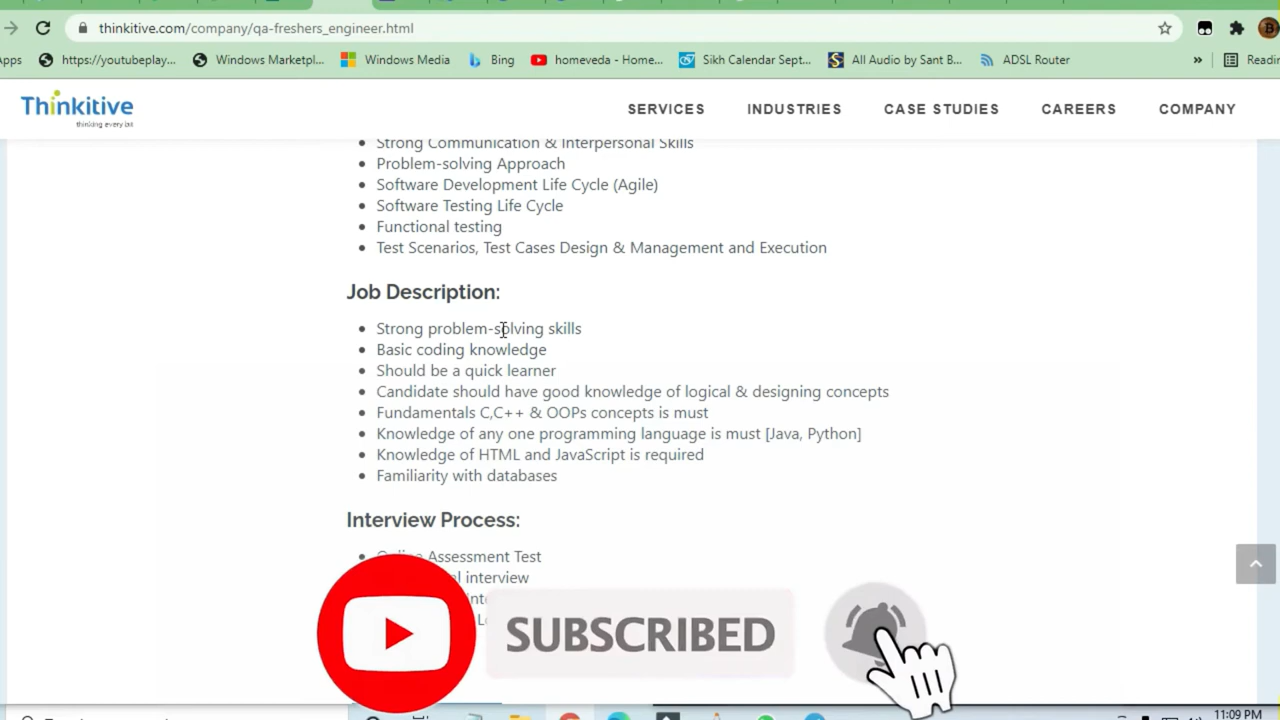 thinkitive.com/company/qa-freshers_engineer.html
Apps https://youtubeplay... Windows Marketpl... Windows Media Bing homeveda - Home... Sikh Calendar Sept... All Audio by Sant B... ADSL Router » Readin
Thinkitive
thinking every bit
SERVICES INDUSTRIES CASE STUDIES CAREERS COMPANY
Strong Communication & Interpersonal Skills
Problem-solving Approach
Software Development Life Cycle (Agile)
Software Testing Life Cycle
Functional testing
Test Scenarios, Test Cases Design & Management and Execution
Job Description:
Strong problem-solving skills
Basic coding knowledge
Should be a quick learner
Candidate should have good knowledge of logical & designing concepts
Fundamentals C,C++ & OOPs concepts is must
Knowledge of any one programming language is must [Java, Python]
Knowledge of HTML and JavaScript is required
Familiarity with databases
Interview Process:
Online Assessment Test
interview
SUBSCRIBED
11:09 PM